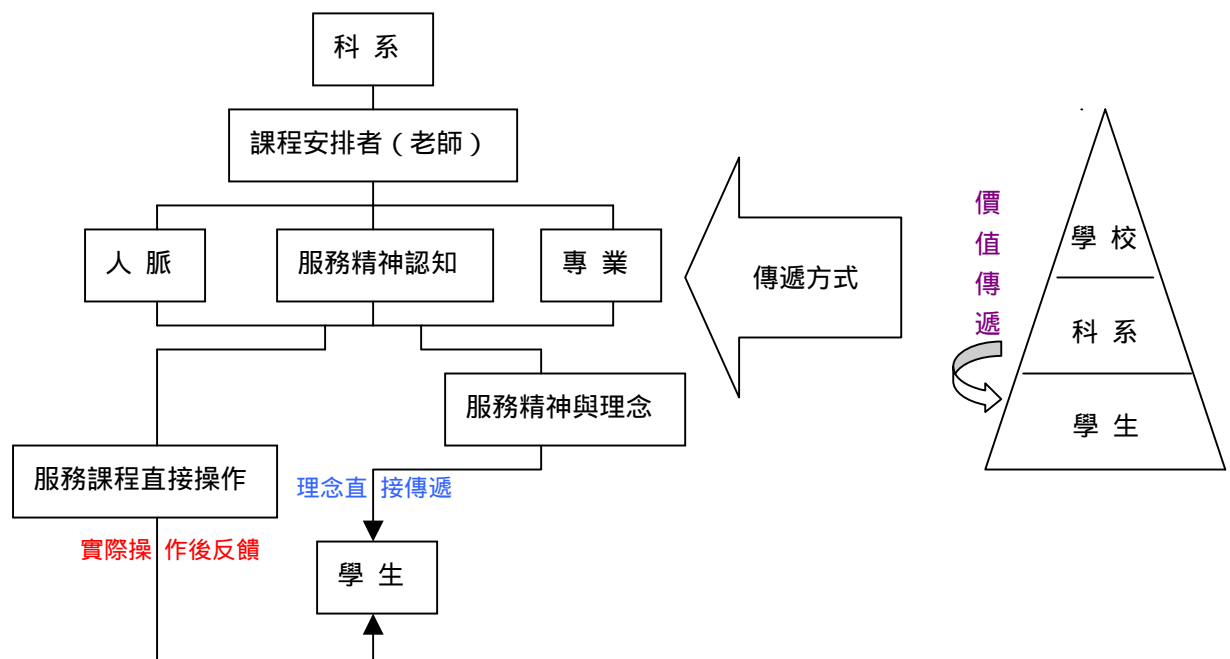 科 系
課程安排者（老師）
人 脈
服務精神認知
專 業
服務精神與理念
服務課程直接操作
理念直 接傳遞
實際操 作後反饋
學 生
傳遞方式
價值傳遞
學 校
科 系
學 生